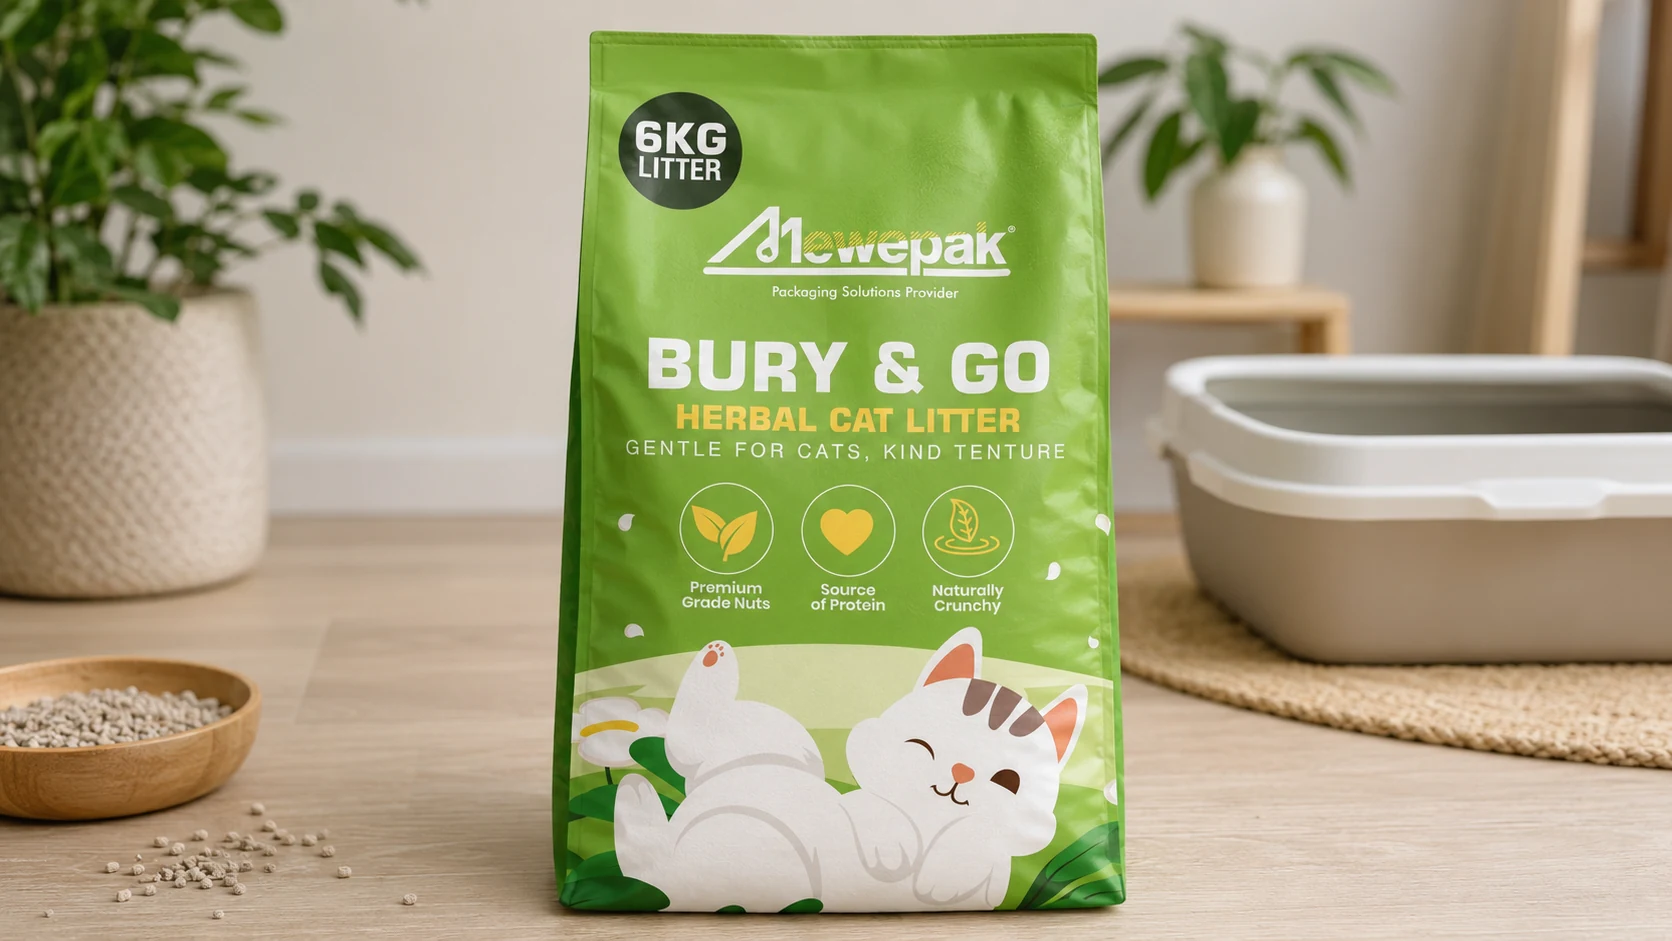 6KG
LITTER
Mewepak®
Packaging Solutions Provider
BURY & GO
HERBAL CAT LITTER
GENTLE FOR CATS, KIND TENTURE
Premium
Grade Nuts
Source
of Protein
Naturally
Crunchy